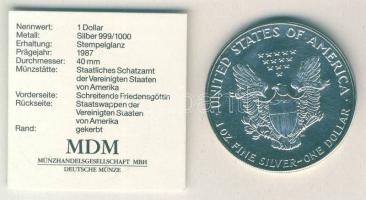 Nennwert: 1 Dollar
Metall: Silber 999/1000
Erhaltung: Stempelglanz
Prägejahr: 1987
Durchmesser: 40 mm
Münzstätte: Staatliches Schatzamt
der Vereinigten Staaten
von Amerika
Vorderseite: Schreitende Friedensgöttin
Rückseite: Staatswappen der
Vereinigten Staaten
von Amerika
Rand: gekerbt
MDM
MÜNZHANDELSGESELLSCHAFT MBH
DEUTSCHE MÜNZE
UNITED STATES OF AMERICA
1 OZ. FINE SILVER~ONE DOLLAR